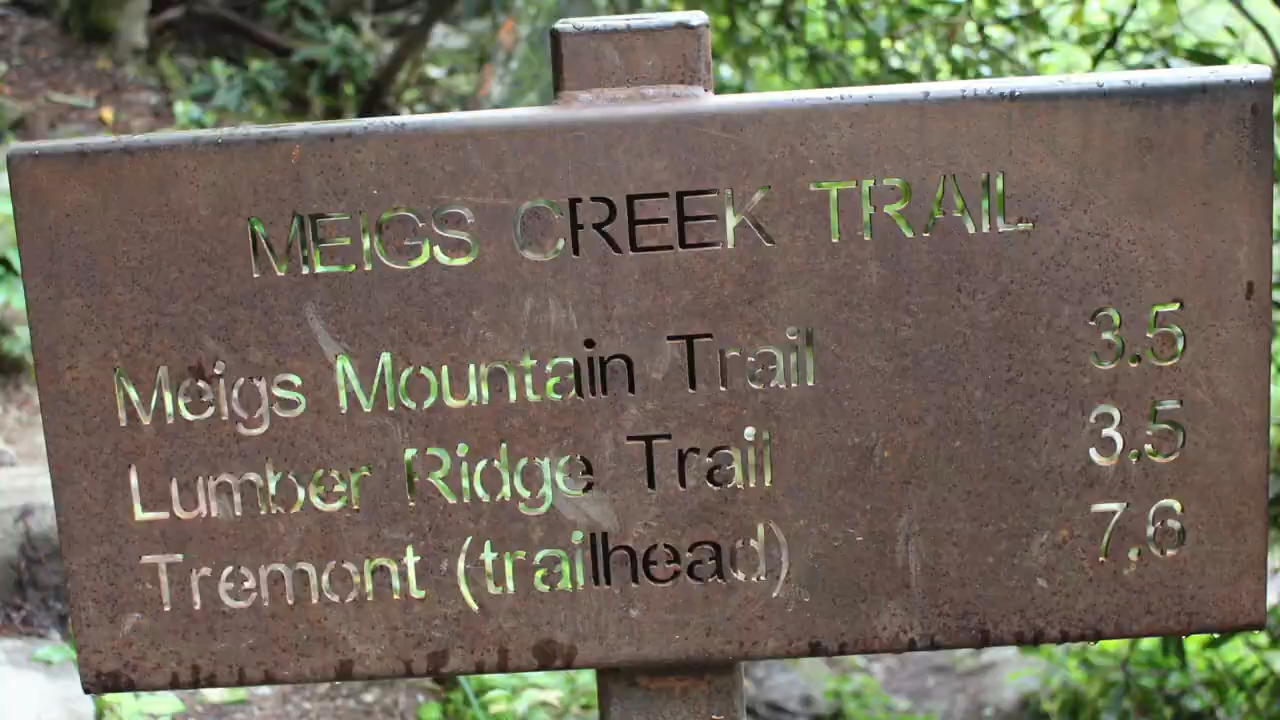 MEIGS CREEK TRAIL
Meigs Mountain Trail 3.5
Lumber Ridge Trail 3.5
Tremont (trailhead) 7.6